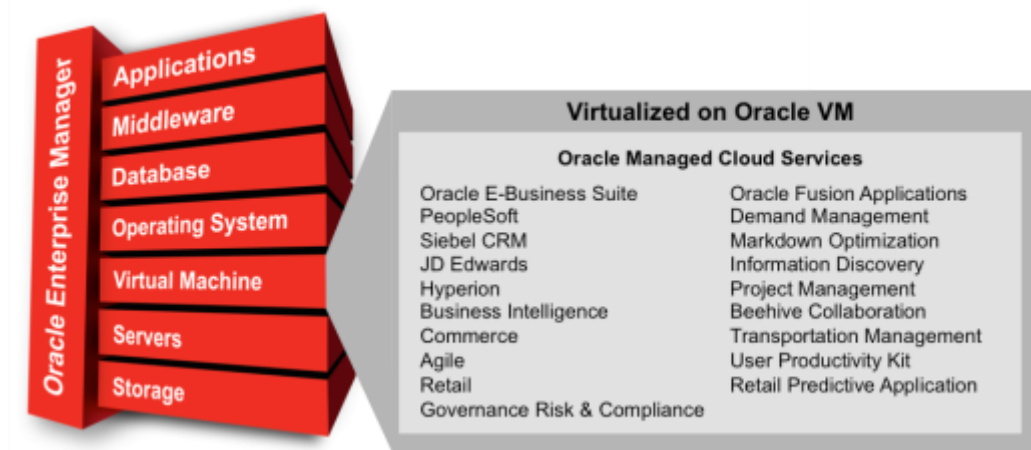 Oracle Enterprise Manager
Applications
Middleware
Database
Operating System
Virtual Machine
Servers
Storage
Virtualized on Oracle VM
Oracle Managed Cloud Services
Oracle E-Business Suite
PeopleSoft
Siebel CRM
JD Edwards
Hyperion
Business Intelligence
Commerce
Agile
Retail
Governance Risk & Compliance
Oracle Fusion Applications
Demand Management
Markdown Optimization
Information Discovery
Project Management
Beehive Collaboration
Transportation Management
User Productivity Kit
Retail Predictive Application